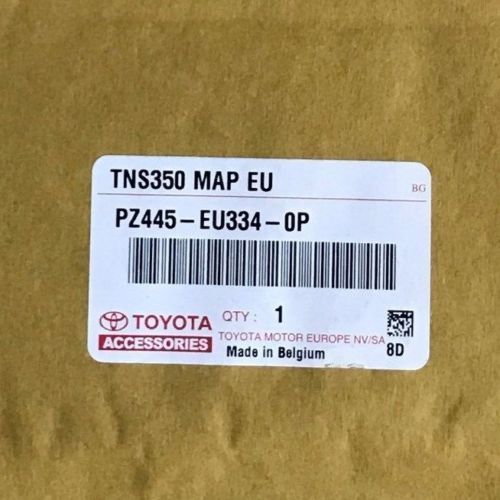 TNS350 MAP EU
BG
PZ445-EU334-0P
QTY: 1
TOYOTA
ACCESSORIES
TOYOTA MOTOR EUROPE NV/SA
Made in Belgium
8D